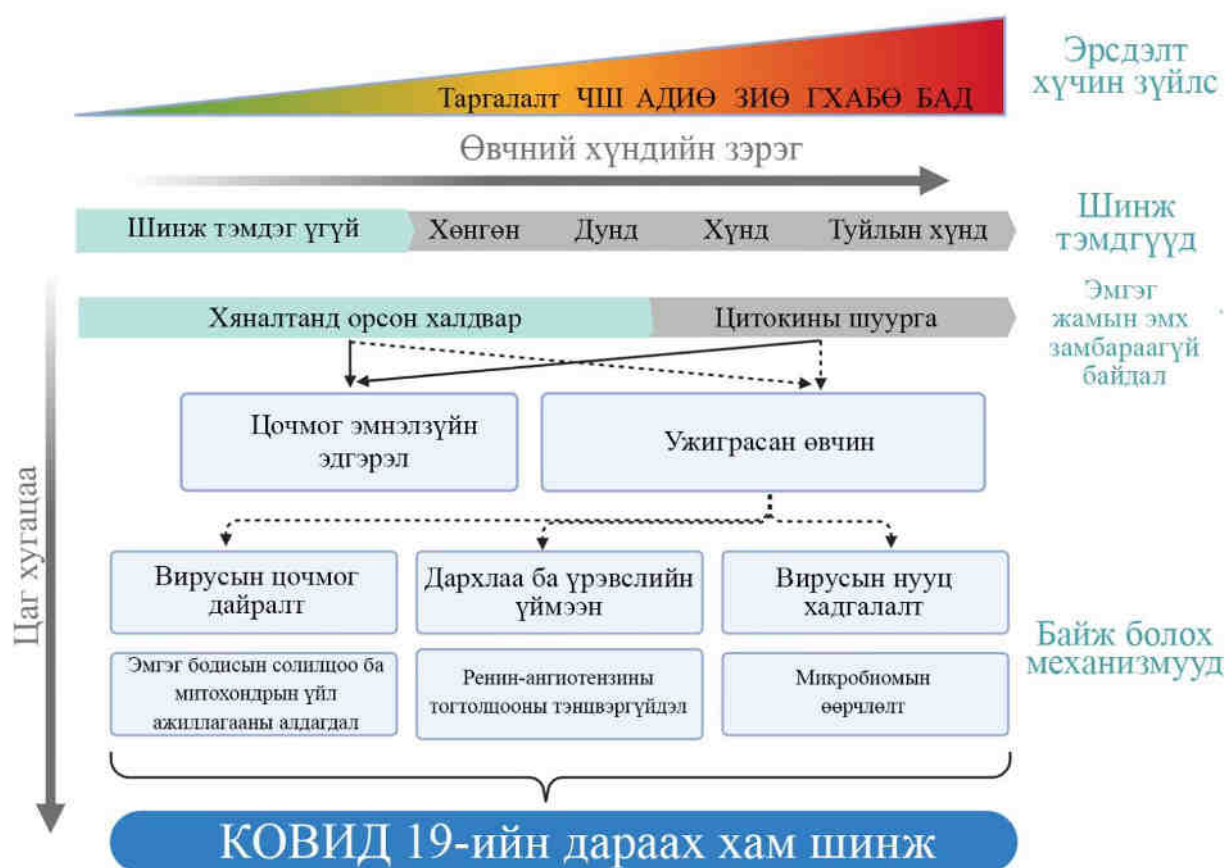 Таргалалт ЧШ АДИӨ ЗИӨ ГХАБӨ БАД
Эрсдэлт
хүчин зүйлс
Өвчний хүндийн зэрэг
Шинж тэмдэг үгүй Хөнгөн Дунд Хүнд Туйлын хүнд
Шинж
тэмдгүүд
Хяналтанд орсон халдвар Цитокины шуурга
Эмгэг
жамын эмх
замбараагүй
байдал
Цаг хугацаа
Цочмог эмнэлзүйн
эдгэрэл
Ужиграсан өвчин
Вирусын цочмог
дайралт
Дархлаа ба үрэвслийн
үймээн
Вирусын нууц
хадгалалт
Эмгэг бодисын солилцоо ба
митохондрын үйл
ажиллагааны алдагдал
Ренин-ангиотензины
тогтолцооны тэнцвэргүйдэл
Микробиомын
өөрчлөлт
Байж болох
механизмууд
КОВИД 19-ийн дараах хам шинж